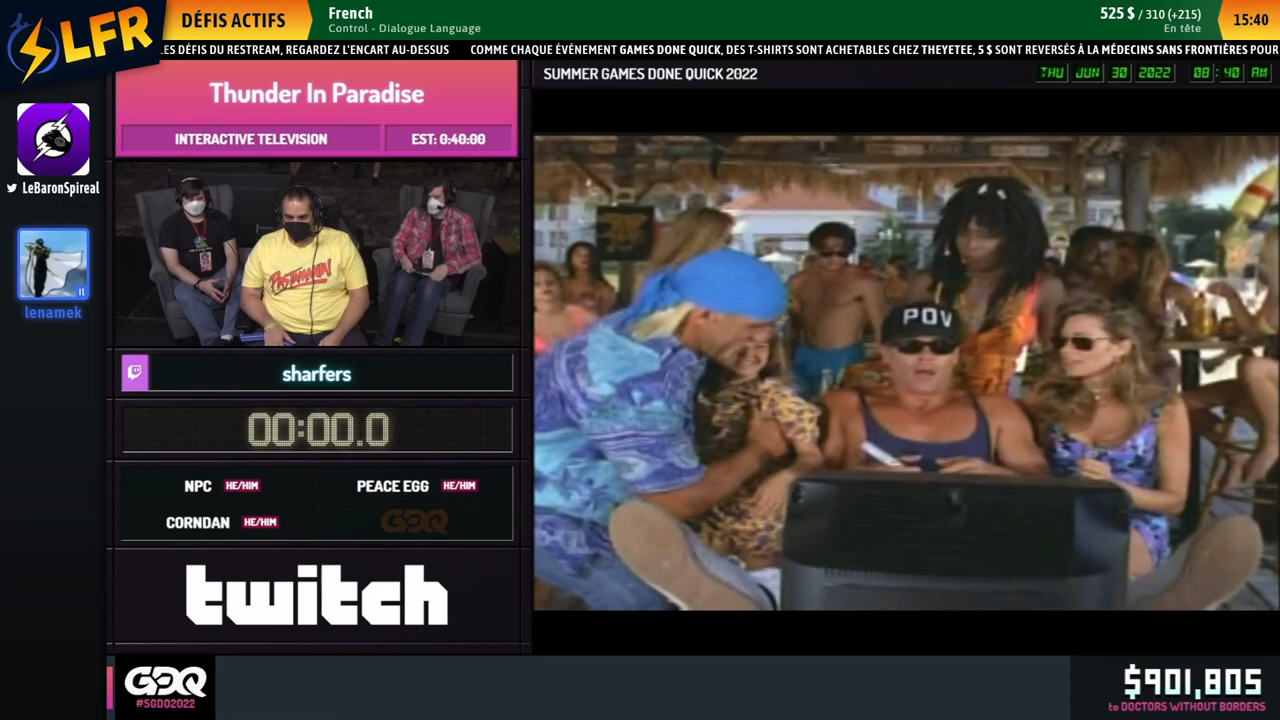 LFR
DÉFIS ACTIFS
French
Control - Dialogue Language
525 $ / 310 (+215)
En tête
15:40
LES DÉFIS DU RESTREAM, REGARDEZ L'ENCART AU-DESSUS
COMME CHAQUE ÉVÉNEMENT GAMES DONE QUICK, DES T-SHIRTS SONT ACHETABLES CHEZ THEYETEE, 5 $ SONT REVERSÉS À LA MÉDECINS SANS FRONTIÈRES POUR
LeBaronSpireal
lenamek
Thunder In Paradise
INTERACTIVE TELEVISION
EST: 0:40:00
SUMMER GAMES DONE QUICK 2022
THU JUN 30 2022 08:40 AM
POV
sharfers
00:00.0
NPC HE/HIM
PEACE EGG HE/HIM
CORNDAN HE/HIM
GDQ
twitch
GDQ
#SGDQ2022
$901,805
to DOCTORS WITHOUT BORDERS